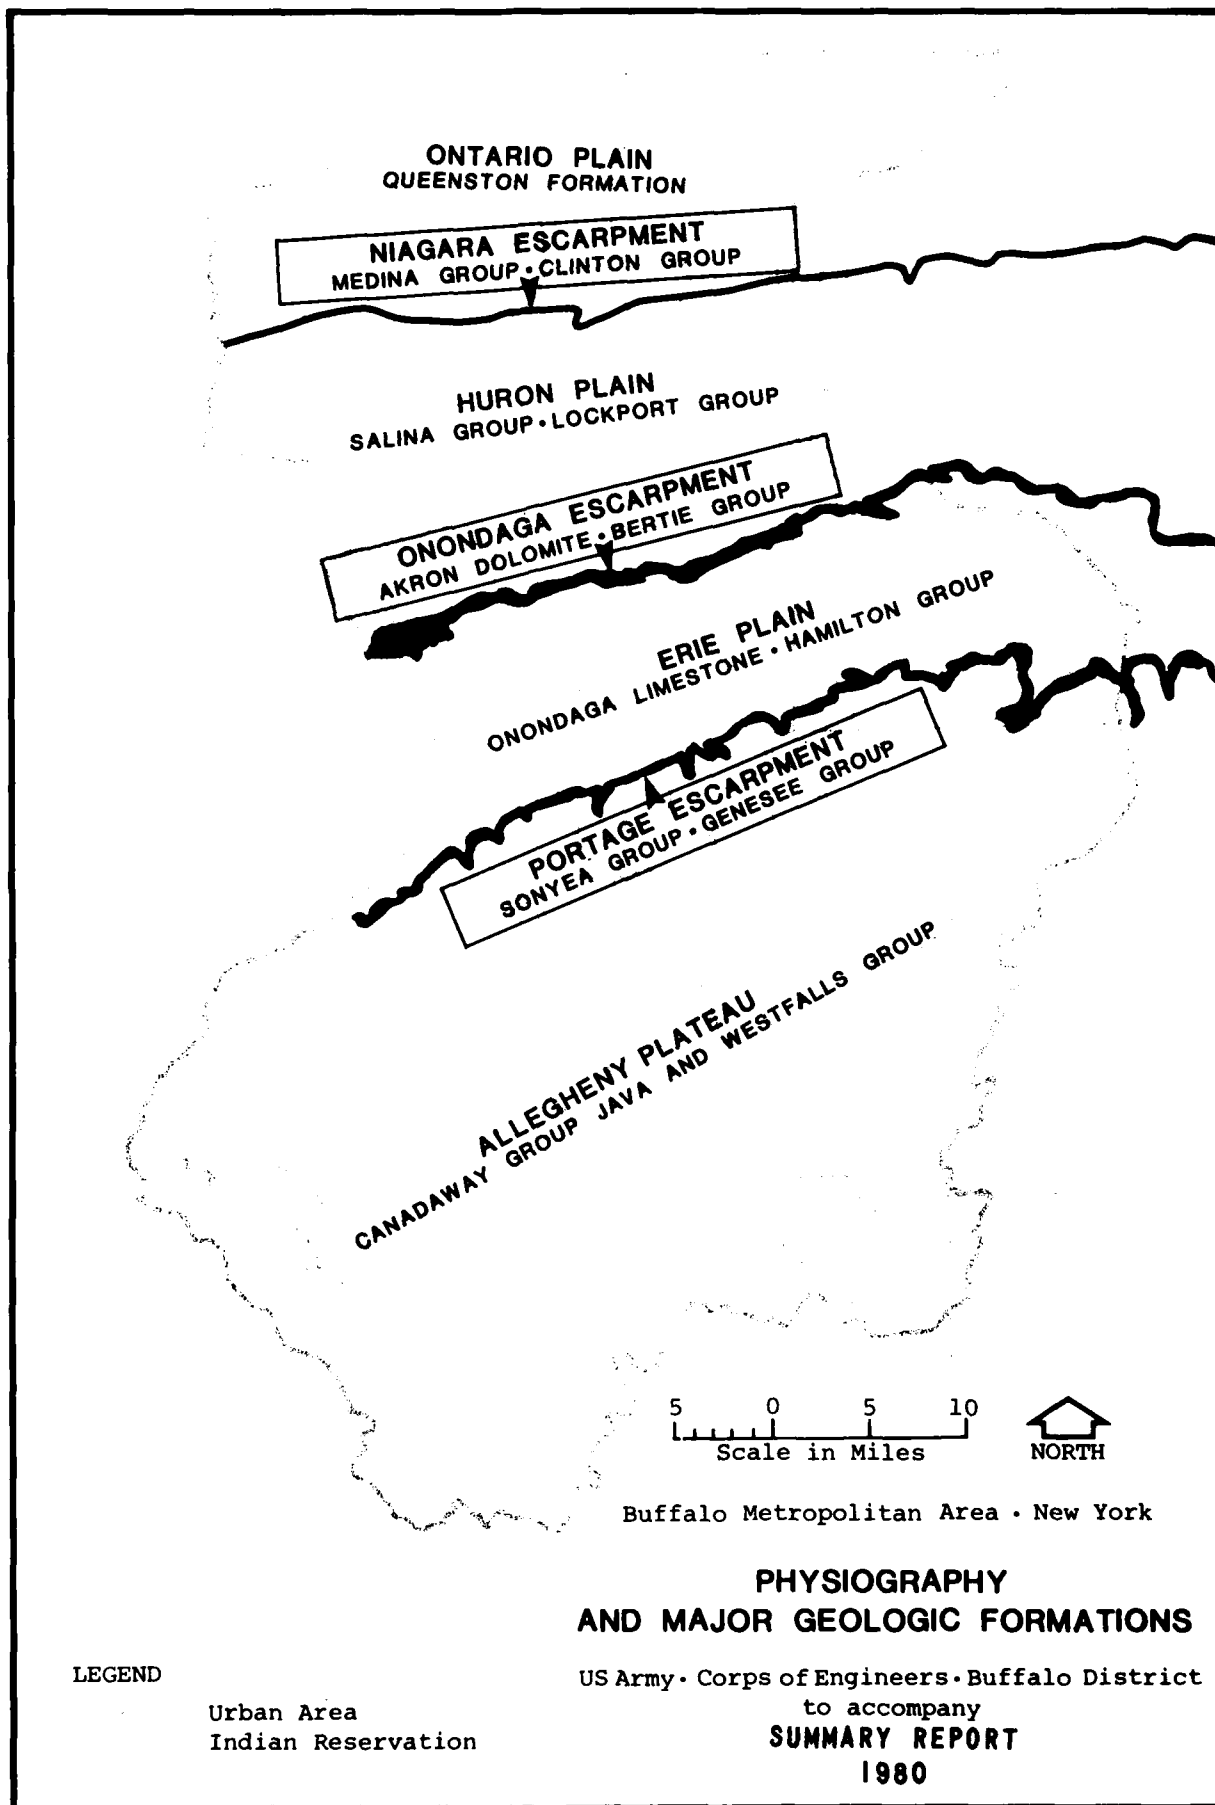 ONTARIO PLAIN
QUEENSTON FORMATION
NIAGARA ESCARPMENT
MEDINA GROUP • CLINTON GROUP
HURON PLAIN
SALINA GROUP • LOCKPORT GROUP
ONONDAGA ESCARPMENT
AKRON DOLOMITE • BERTIE GROUP
ERIE PLAIN
ONONDAGA LIMESTONE • HAMILTON GROUP
PORTAGE ESCARPMENT
SONYEA GROUP • GENESEE GROUP
ALLEGHENY PLATEAU
CANADAWAY GROUP JAVA AND WESTFALLS GROUP
5 0 5 10
Scale in Miles
NORTH
Buffalo Metropolitan Area • New York
PHYSIOGRAPHY
AND MAJOR GEOLOGIC FORMATIONS
LEGEND
Urban Area
Indian Reservation
US Army • Corps of Engineers • Buffalo District
to accompany
SUMMARY REPORT
1980